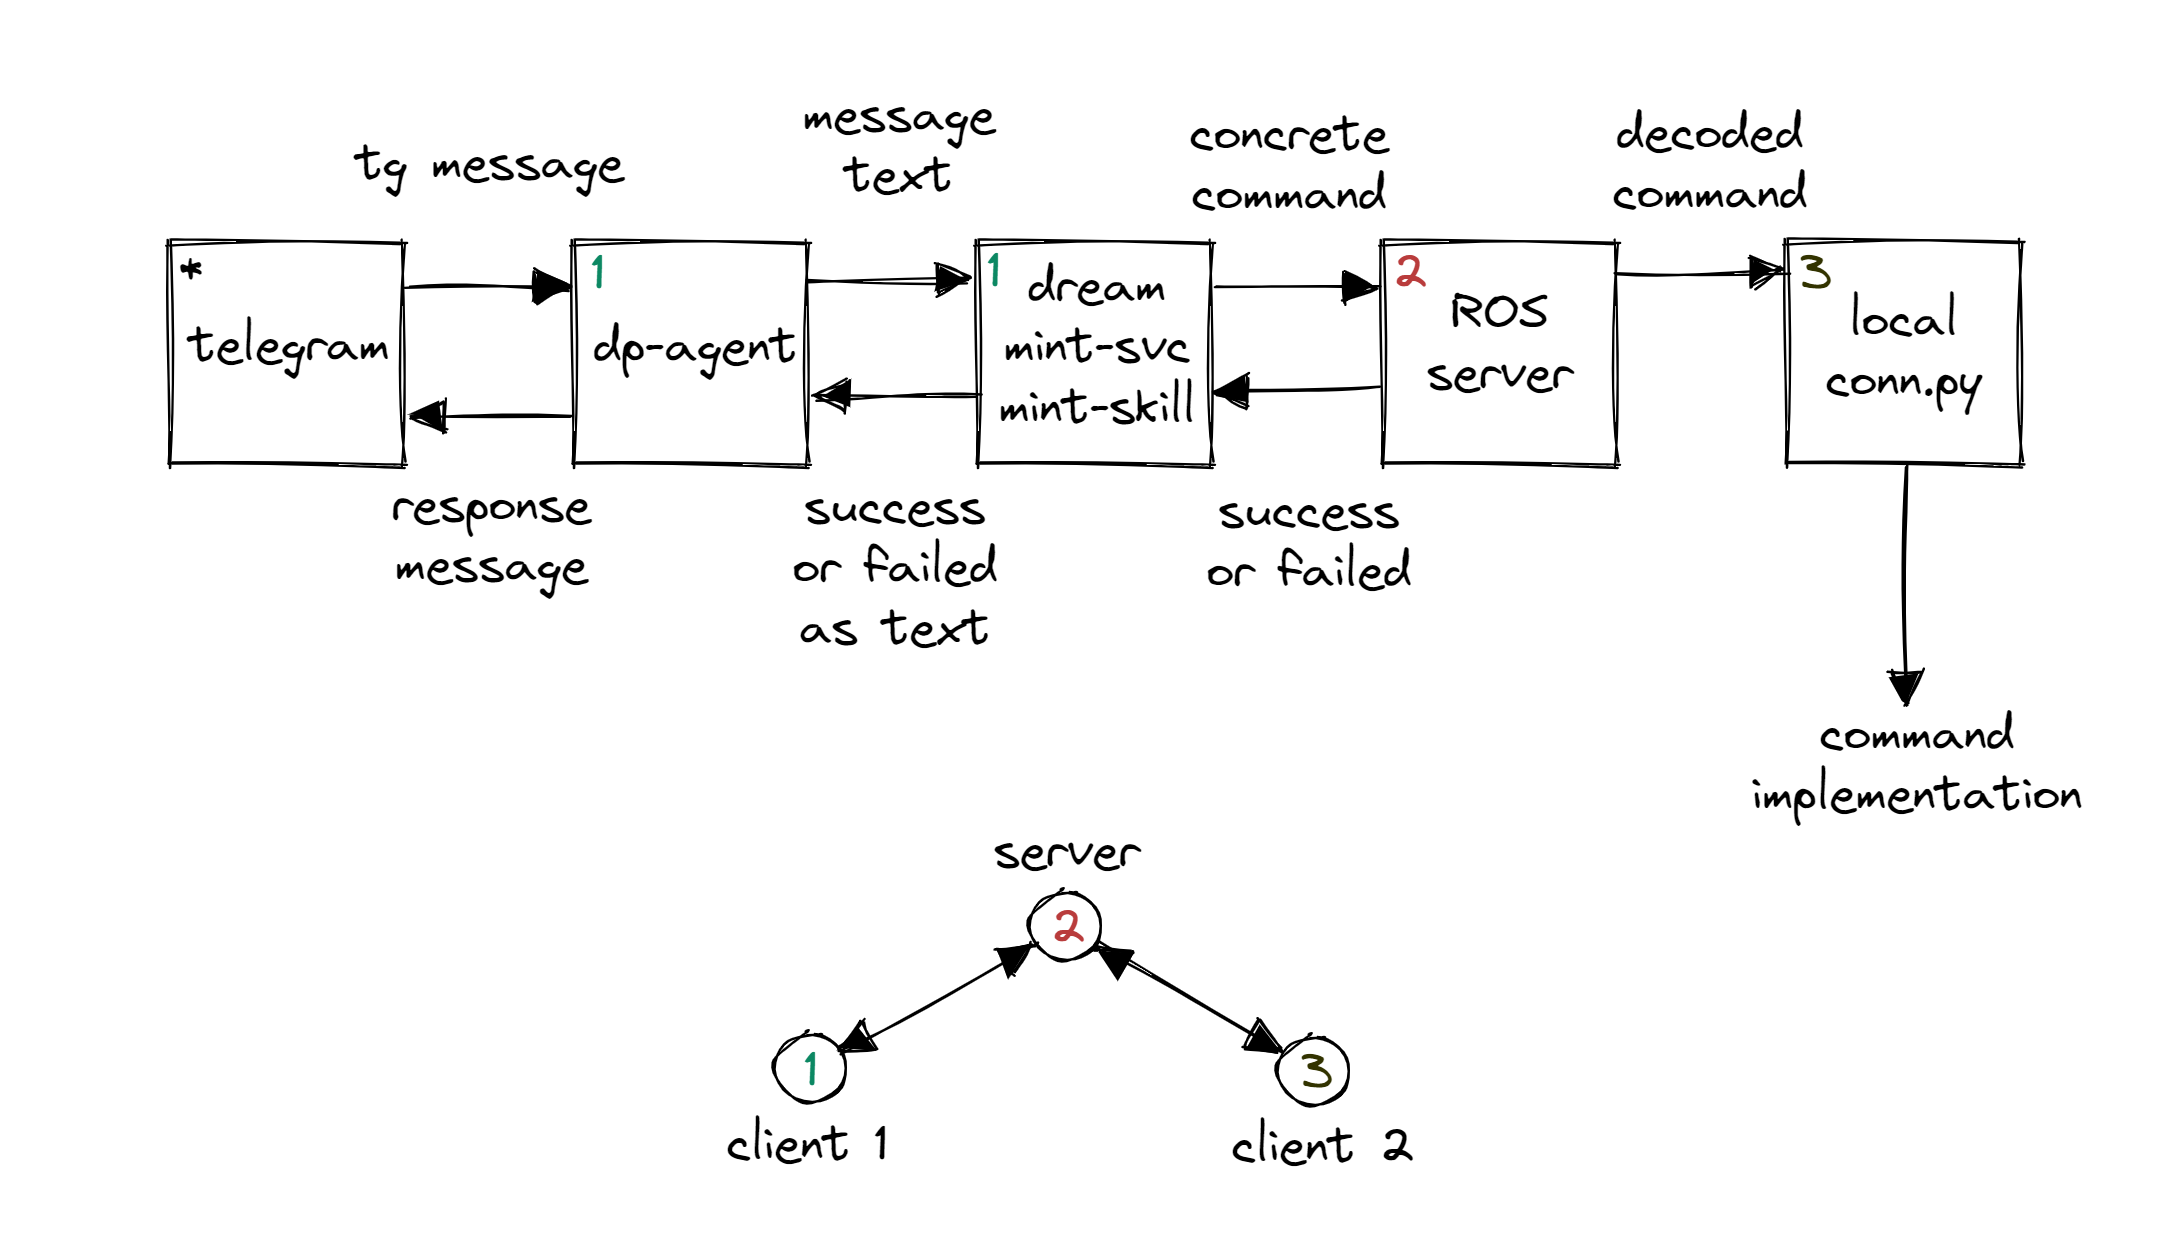 tg message
message
text
concrete
command
decoded
command
*
telegram
1
dp-agent
1
dream
mint-svc
mint-skill
2
ROS
server
3
local
conn.py
response
message
success
or failed
as text
success
or failed
command
implementation
server
2
1
3
client 1
client 2